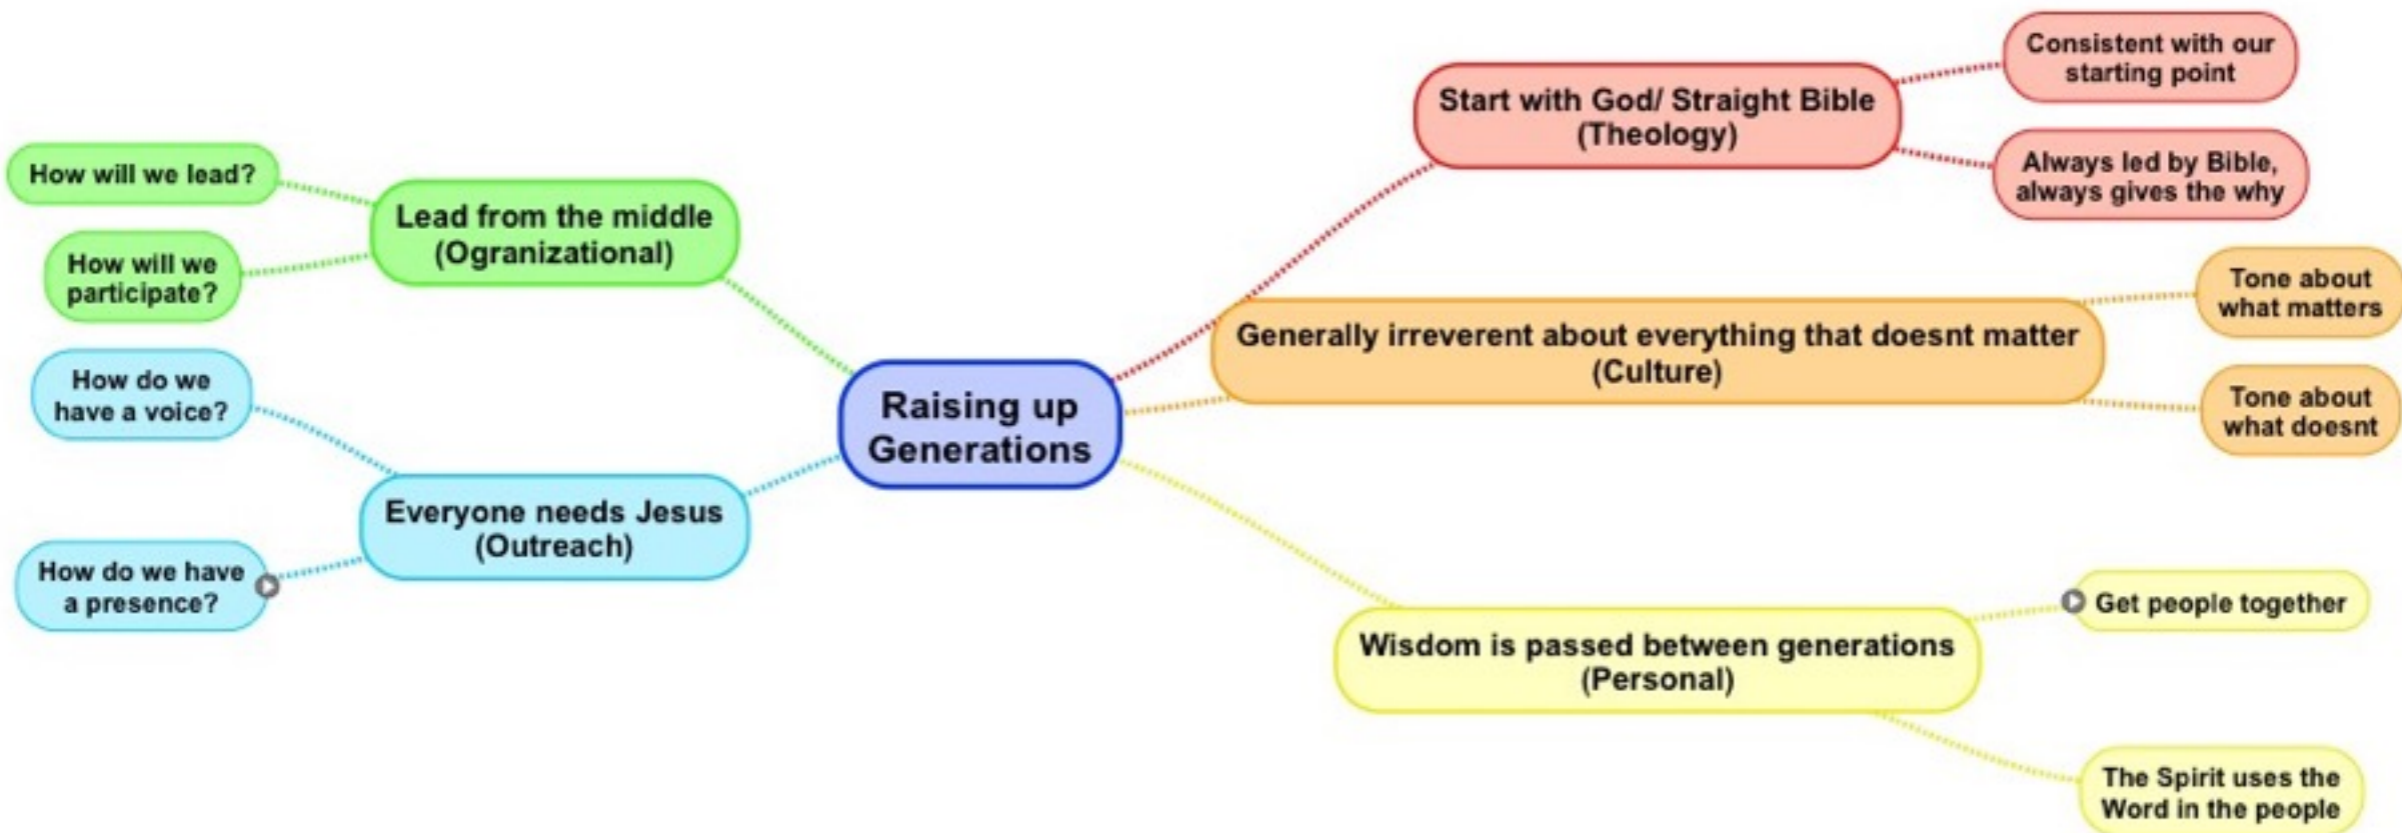 Raising up
Generations
Start with God/ Straight Bible
(Theology)
Consistent with our
starting point
Always led by Bible,
always gives the why
Generally irreverent about everything that doesnt matter
(Culture)
Tone about
what matters
Tone about
what doesnt
Wisdom is passed between generations
(Personal)
Get people together
The Spirit uses the
Word in the people
Lead from the middle
(Ogranizational)
How will we lead?
How will we
participate?
Everyone needs Jesus
(Outreach)
How do we
have a voice?
How do we have
a presence?